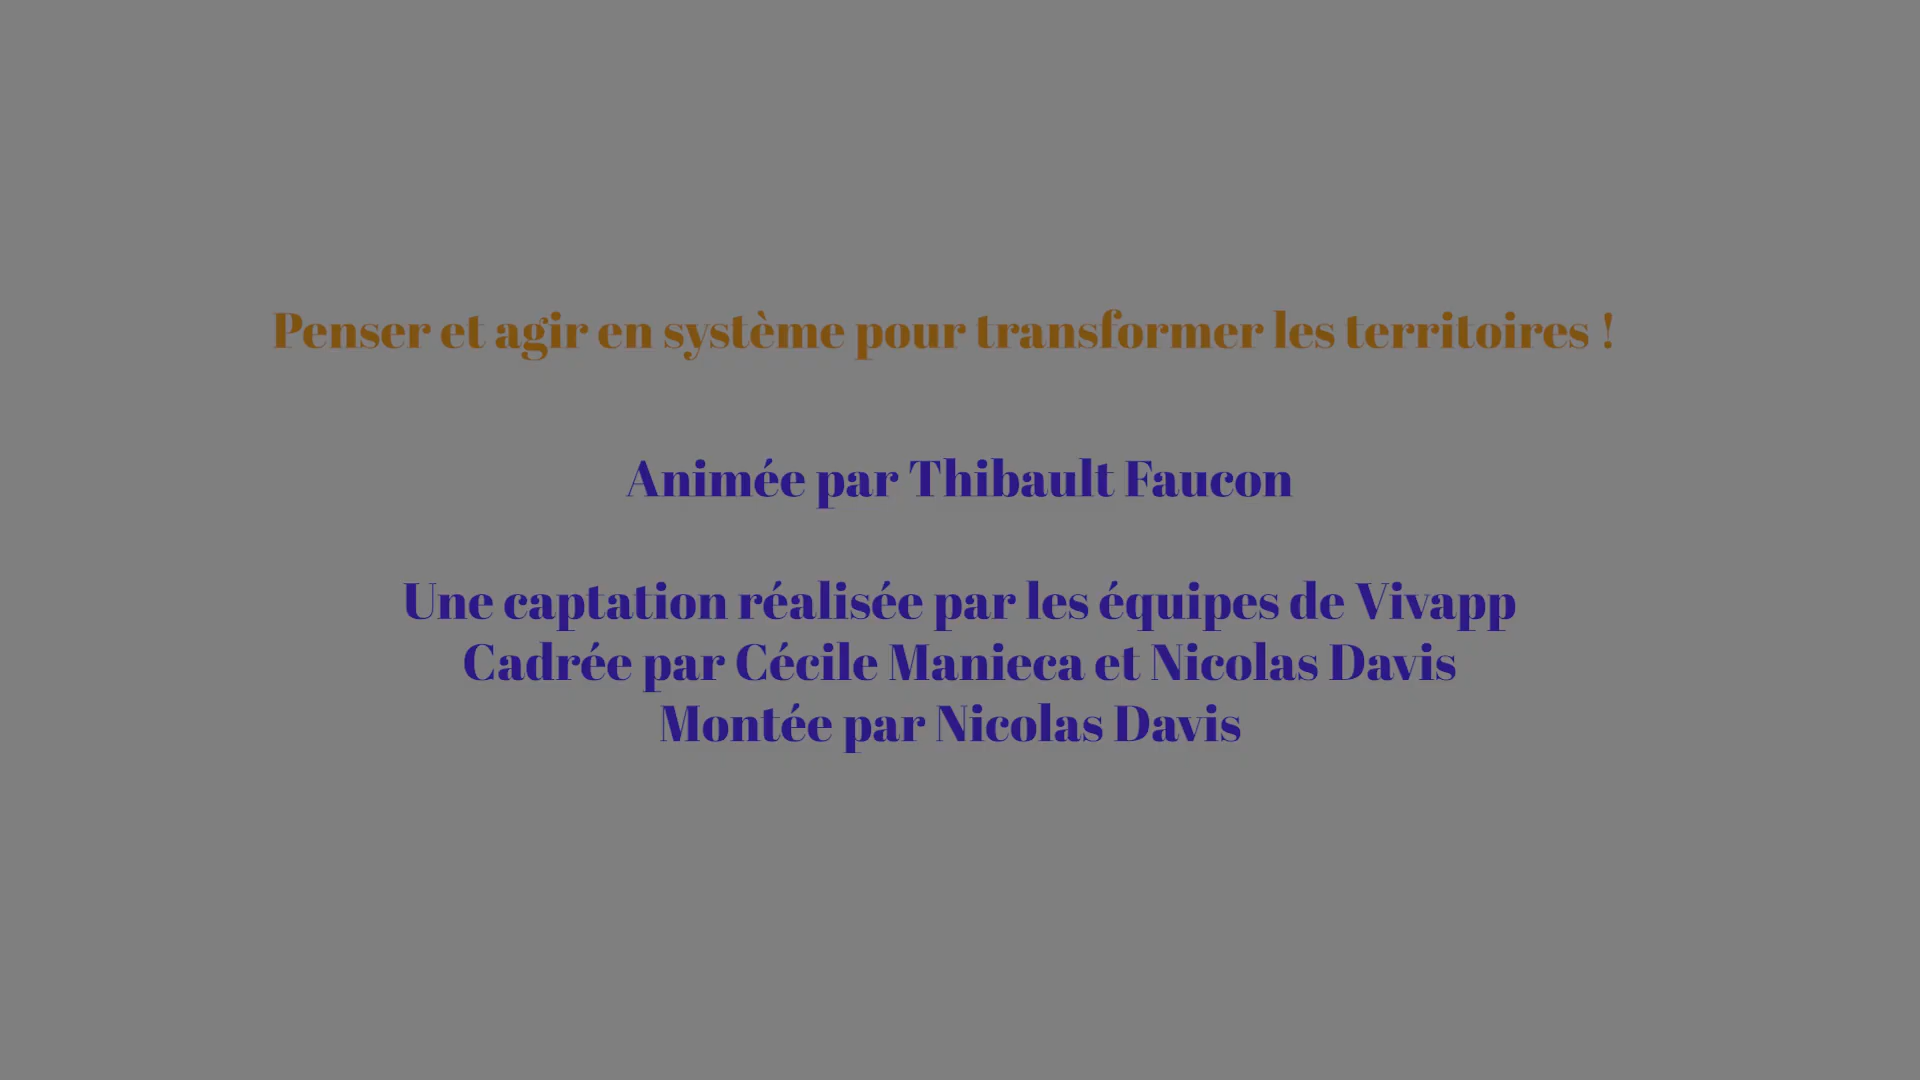 Penser et agir en système pour transformer les territoires !
Animée par Thibault Faucon
Une captation réalisée par les équipes de Vivapp
Cadrée par Cécile Manieca et Nicolas Davis
Montée par Nicolas Davis